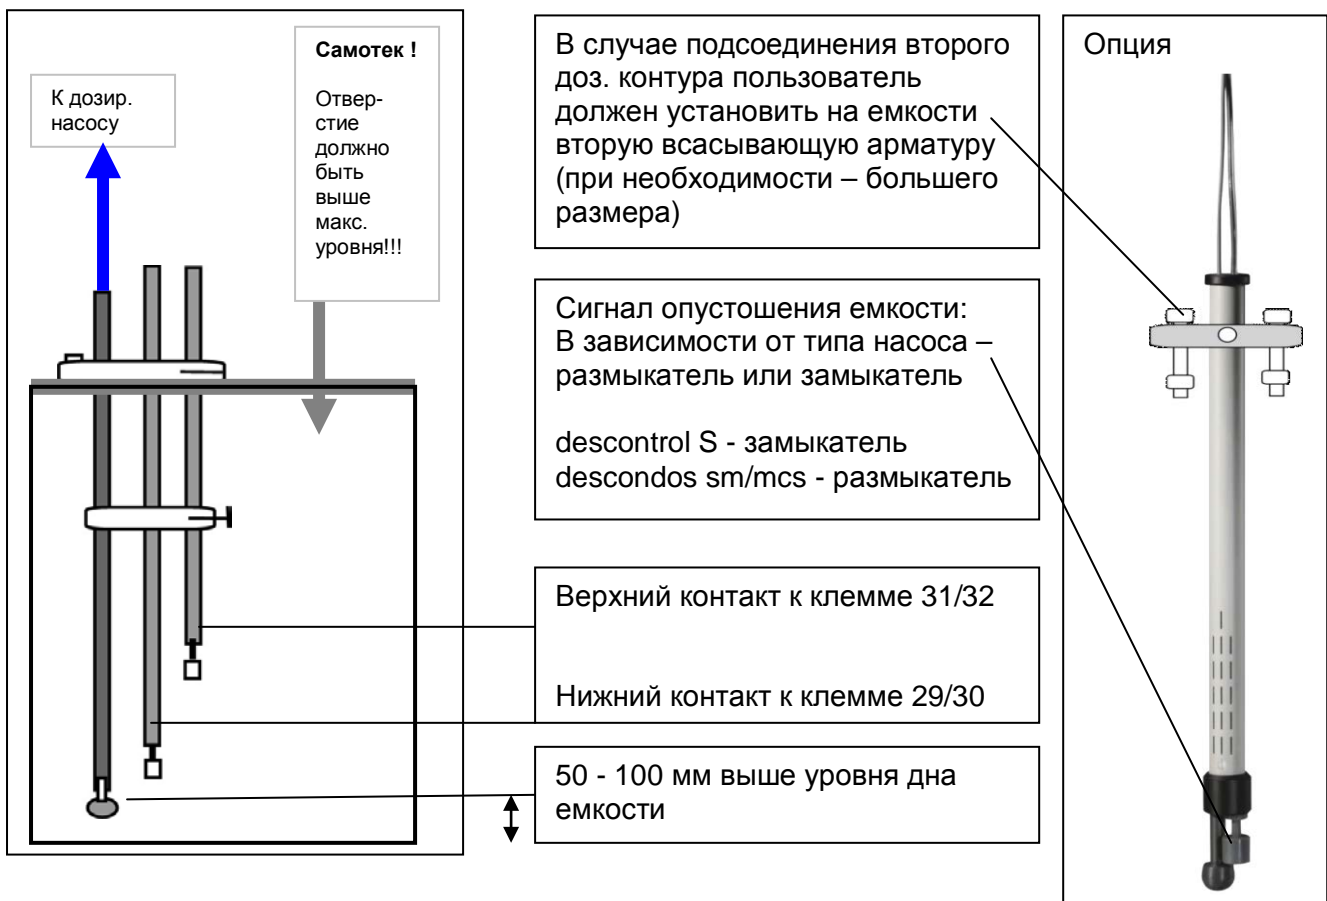 К дозир.
насосу
Самотек !
Отвер-
стие
должно
быть
выше
макс.
уровня!!!
В случае подсоединения второго
доз. контура пользователь
должен установить на емкости
вторую всасывающую арматуру
(при необходимости – большего
размера)
Сигнал опустошения емкости:
В зависимости от типа насоса –
размыкатель или замыкатель
descontrol S - замыкатель
descondos sm/mcs - размыкатель
Верхний контакт к клемме 31/32
Нижний контакт к клемме 29/30
50 - 100 мм выше уровня дна
емкости
Опция